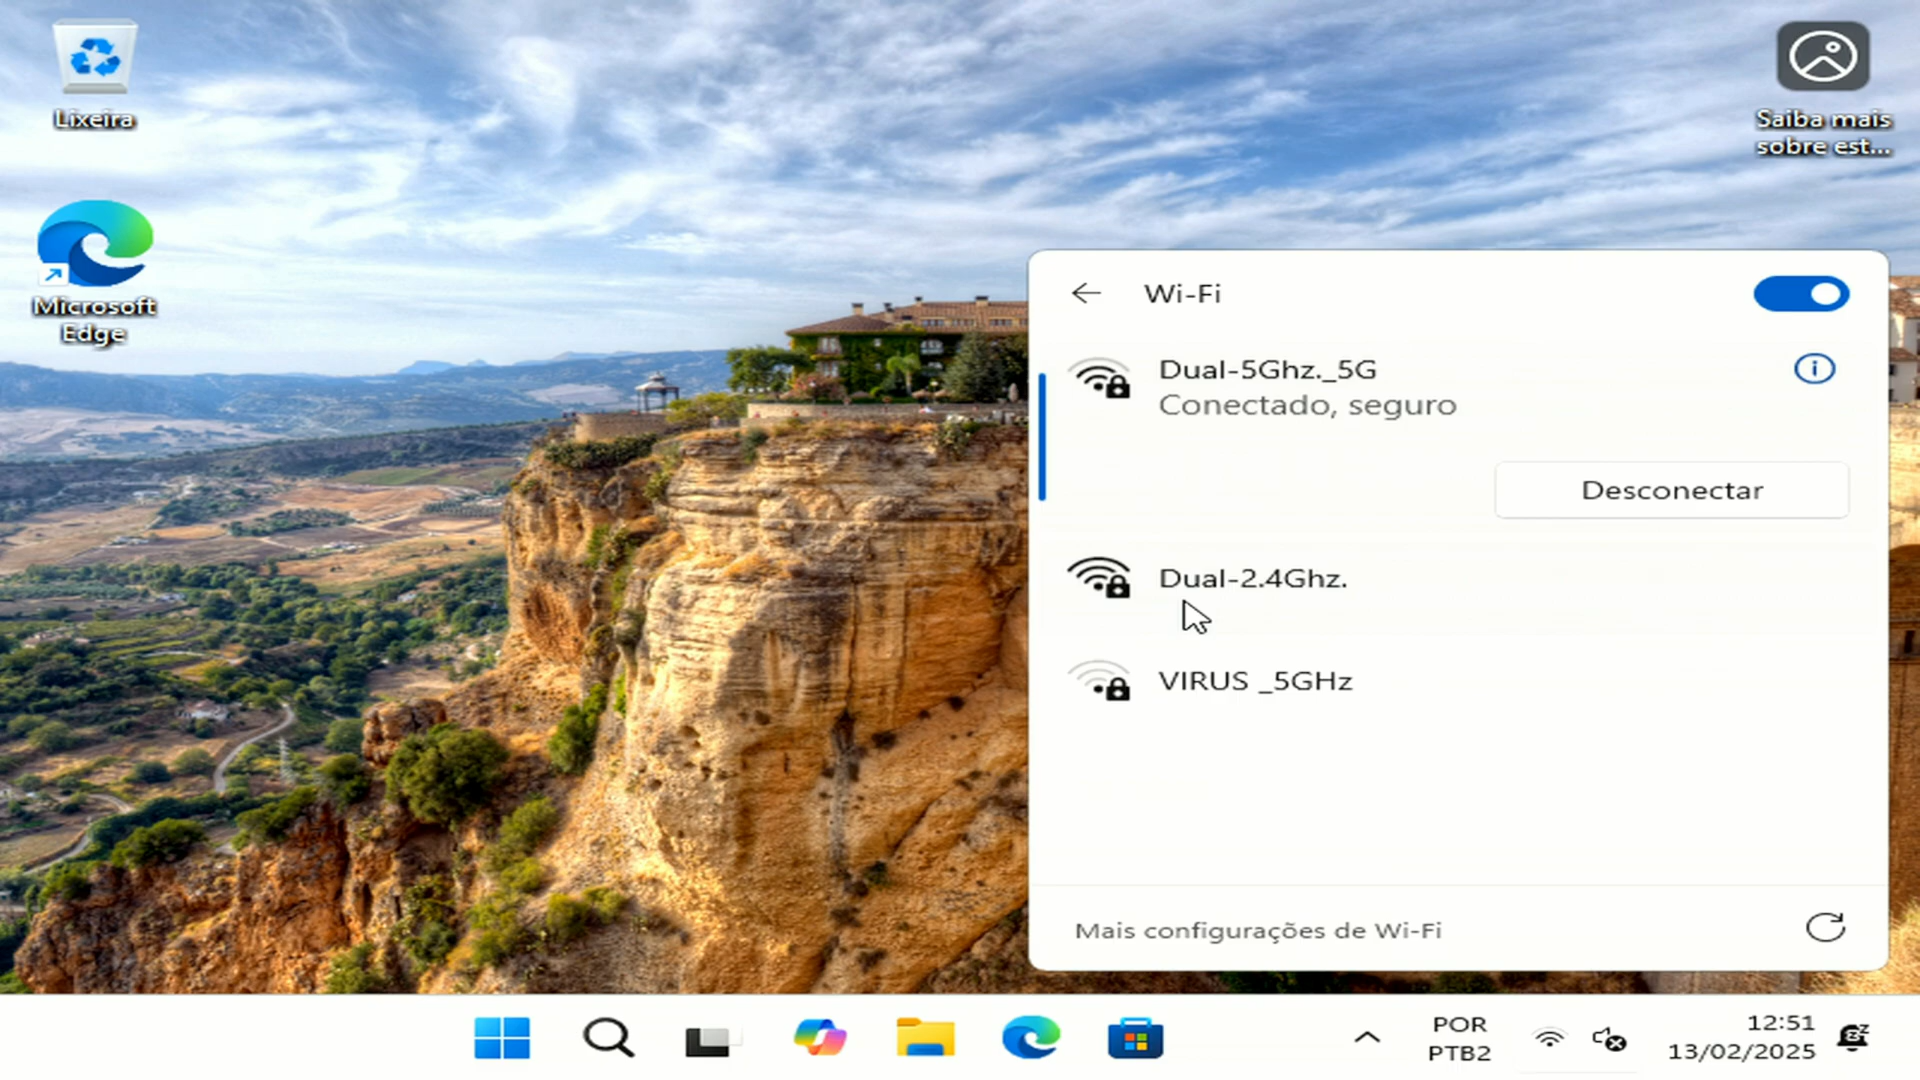 Lixeira
Microsoft
Edge
Saiba mais
sobre est...
Wi-Fi
Dual-5Ghz._5G
Conectado, seguro
Desconectar
Dual-2.4Ghz.
VIRUS _5GHz
Mais configurações de Wi-Fi
POR
PTB2
12:51
13/02/2025